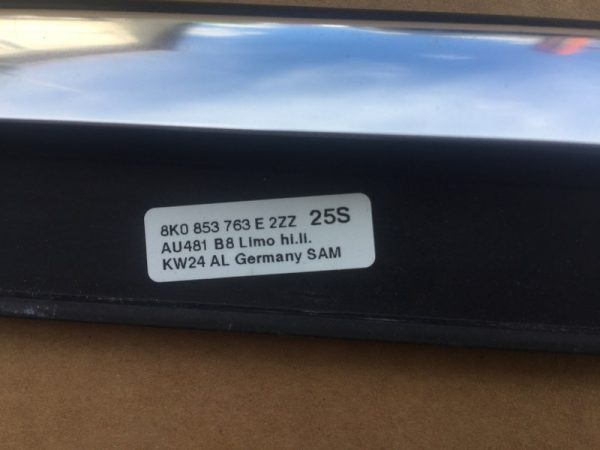 8K0 853 763 E 2ZZ 25S
AU481 B8 LImo hi.li.
KW24 AL Germany SAM